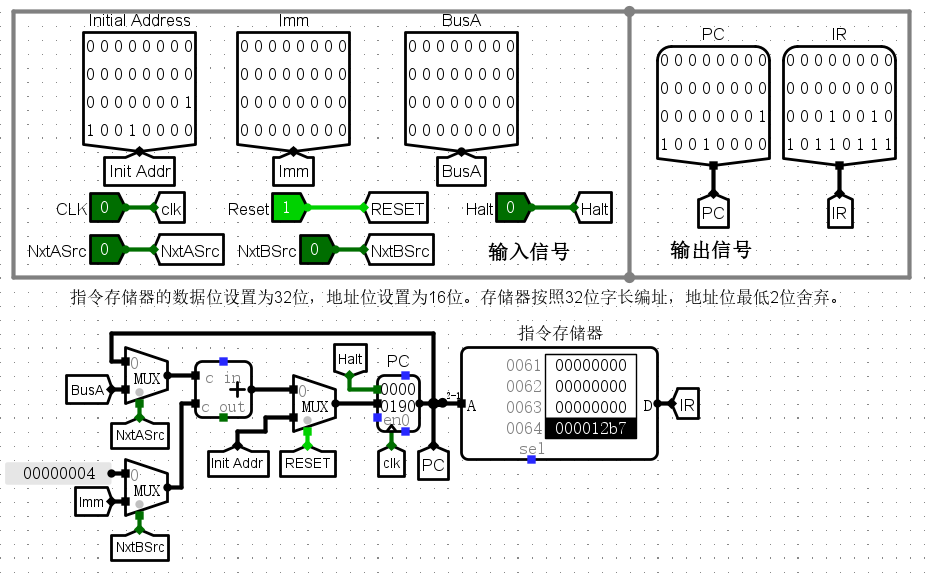 Initial Address
Imm
BusA
PC
IR
0 0 0 0 0 0 0 0
0 0 0 0 0 0 0 0
0 0 0 0 0 0 0 1
1 0 0 1 0 0 0 0
0 0 0 0 0 0 0 0
0 0 0 0 0 0 0 0
0 0 0 0 0 0 0 0
0 0 0 0 0 0 0 0
0 0 0 0 0 0 0 0
0 0 0 0 0 0 0 0
0 0 0 0 0 0 0 0
0 0 0 0 0 0 0 0
0 0 0 0 0 0 0 0
0 0 0 0 0 0 0 0
0 0 0 0 0 0 0 1
1 0 0 1 0 0 0 0
0 0 0 0 0 0 0 0
0 0 0 0 0 0 0 0
0 0 0 1 0 0 1 0
1 0 1 1 0 1 1 1
Init Addr
Imm
BusA
PC
IR
CLK 0 clk
Reset 1 RESET
Halt 0 Halt
NxtASrc 0 NxtASrc
NxtBSrc 0 NxtBSrc
输入信号
输出信号
指令存储器的数据位设置为32位，地址位设置为16位。存储器按照32位字长编址，地址位最低2位舍弃。
指令存储器
Halt
PC
0
MUX
BusA
NxtASrc
c in
+
c out
0
MUX
Init Addr
RESET
0000
0190
en0
clk
PC
2-1
A
0061 00000000
0062 00000000
0063 00000000
0064 000012b7
sel
D
IR
00000004
0
MUX
Imm
NxtBSrc